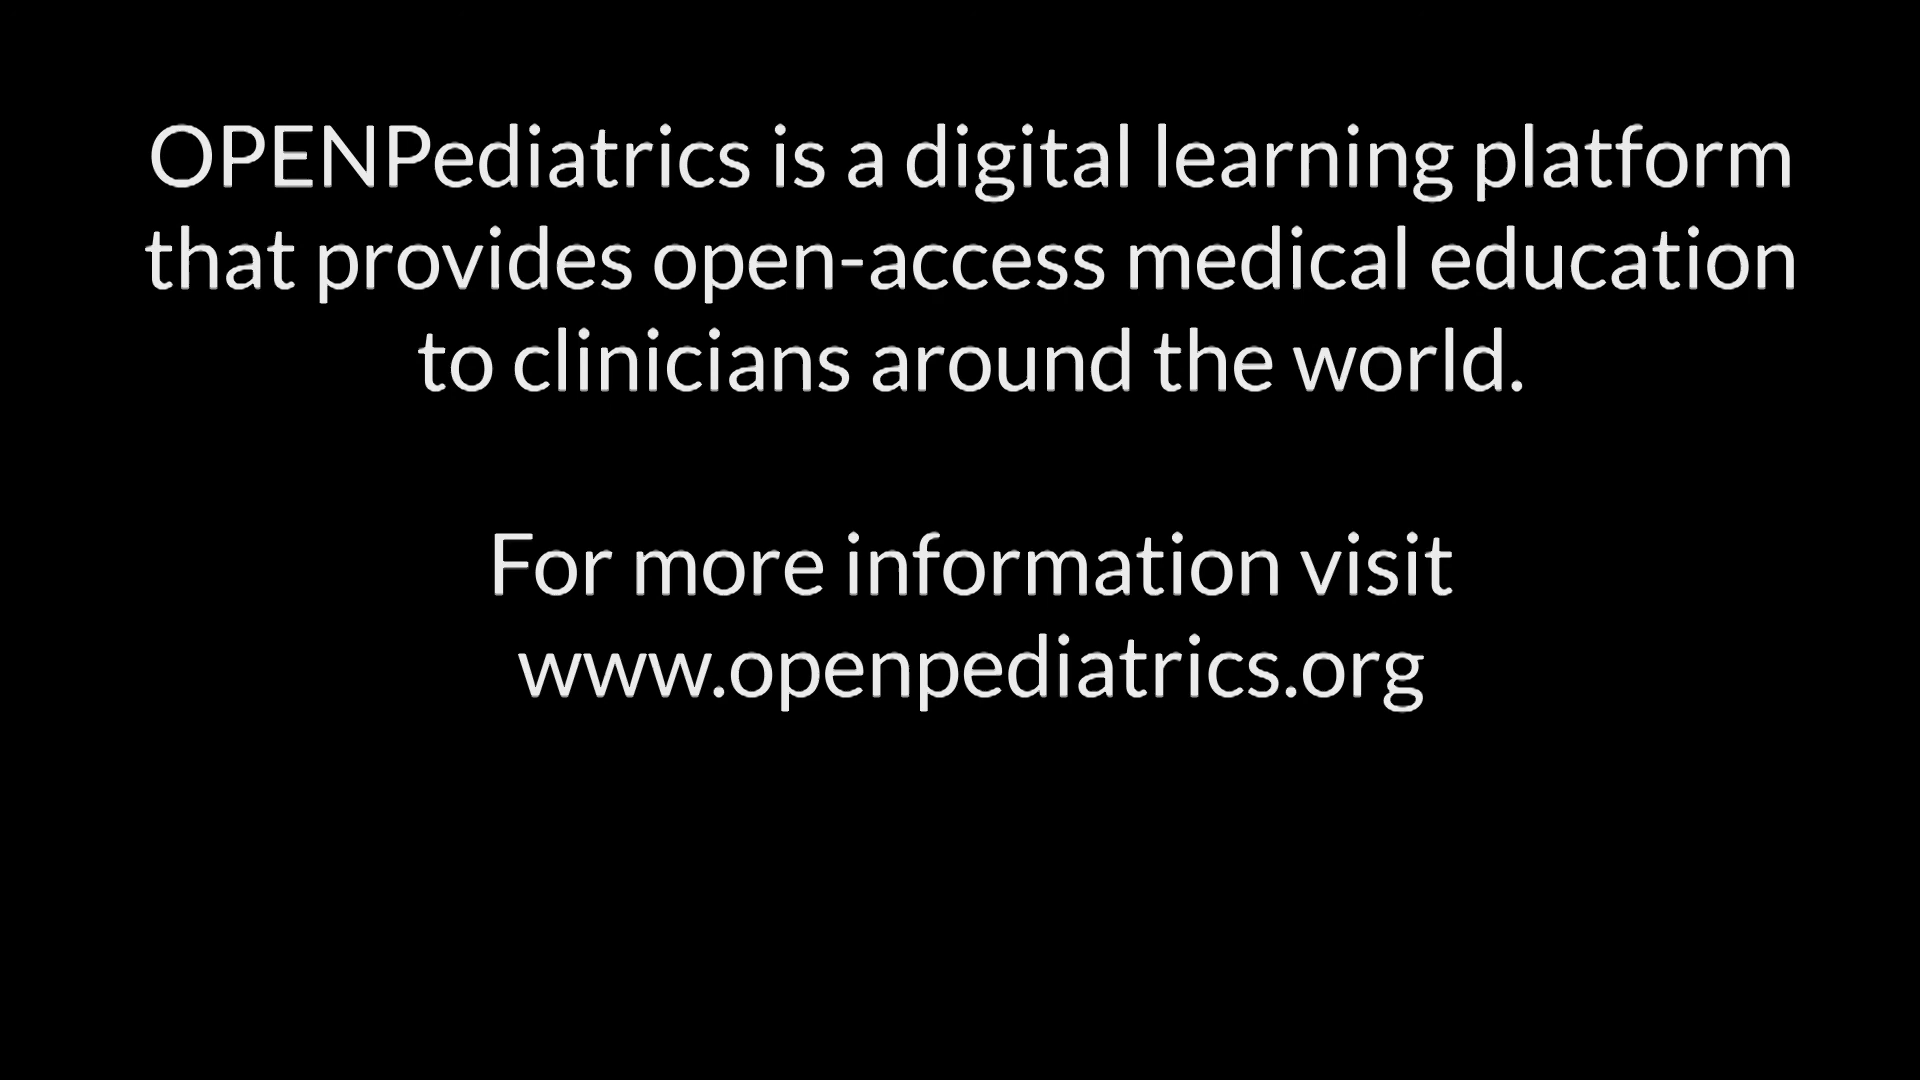 OPENPediatrics is a digital learning platform
that provides open-access medical education
to clinicians around the world.
For more information visit
www.openpediatrics.org